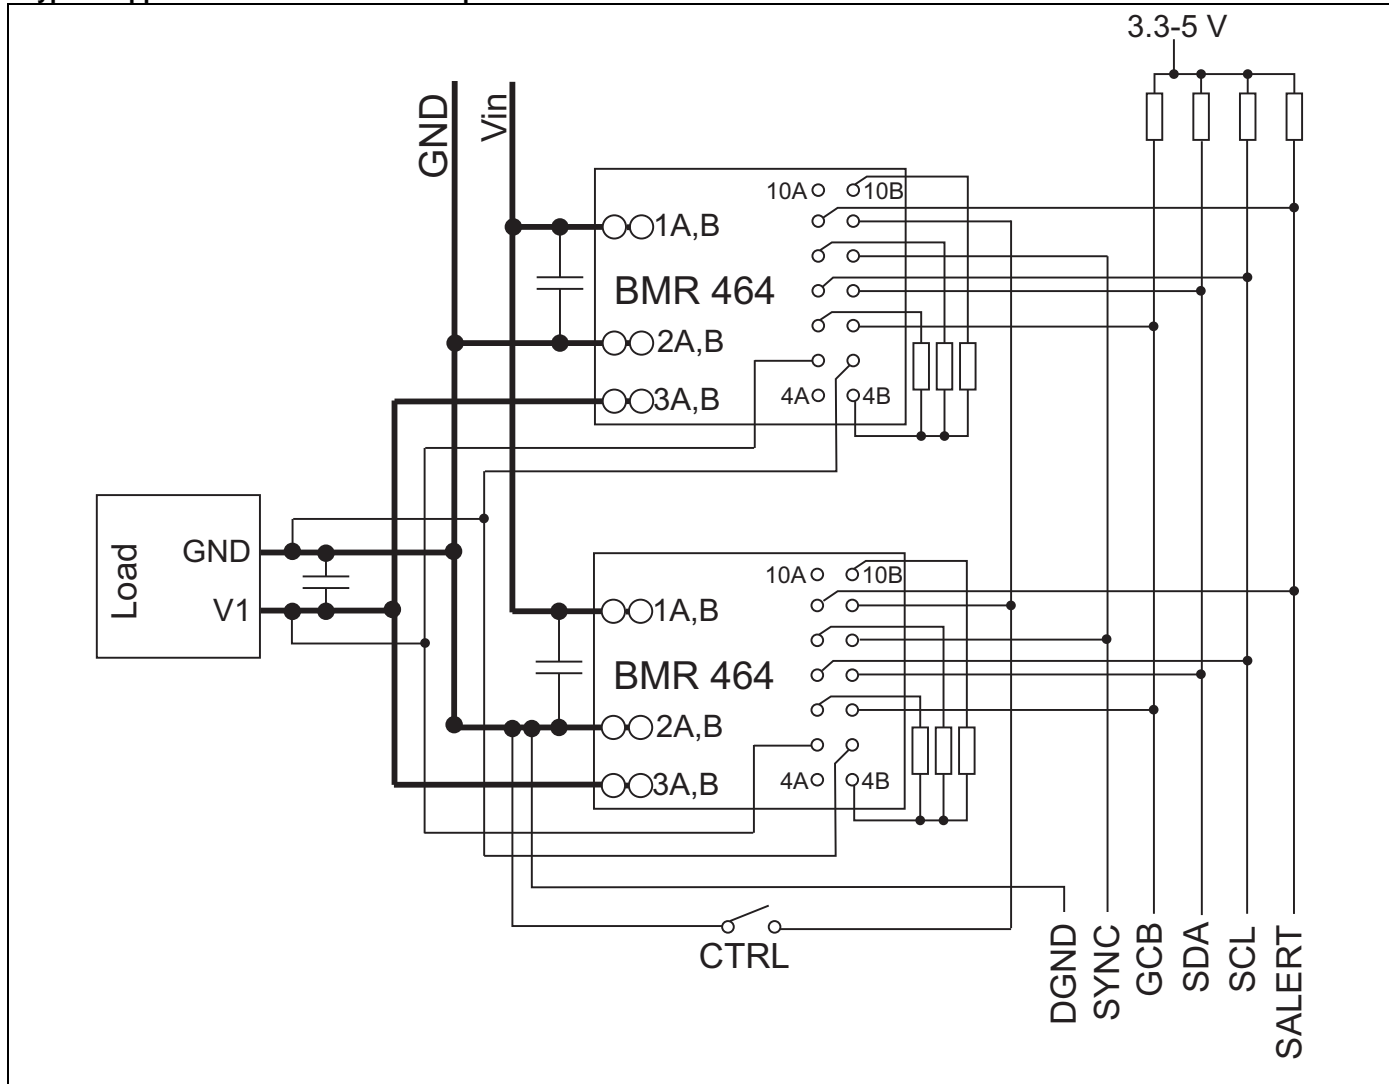 3.3-5 V
GND
Vin
10A
10B
1A,B
BMR 464
2A,B
3A,B
4A
4B
Load
GND
V1
10A
10B
1A,B
BMR 464
2A,B
3A,B
4A
4B
CTRL
DGND
SYNC
GCB
SDA
SCL
SALERT